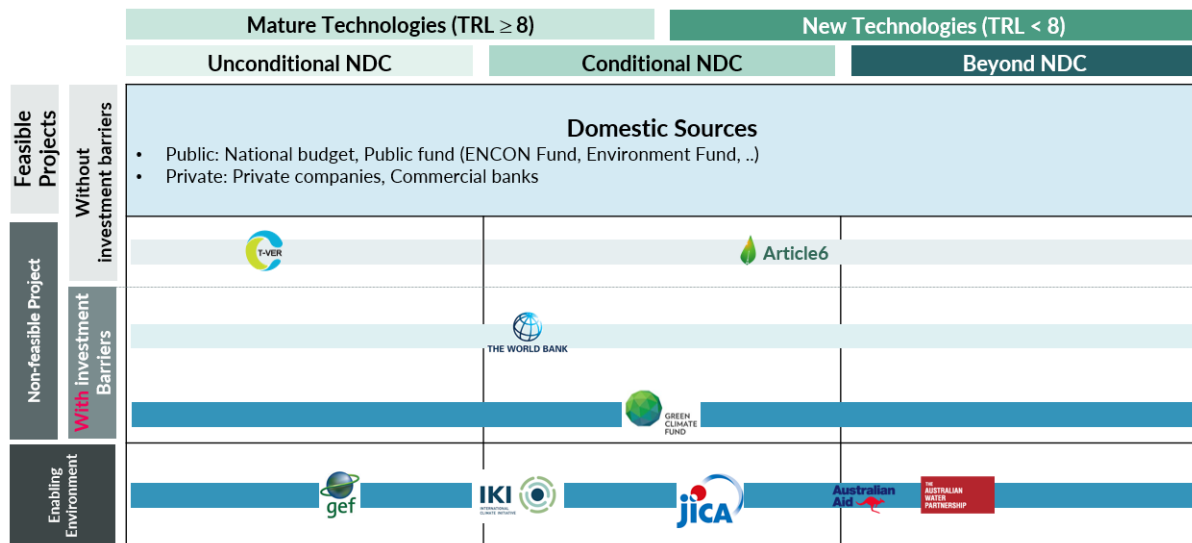 Mature Technologies (TRL ≥ 8)
New Technologies (TRL < 8)
Unconditional NDC
Conditional NDC
Beyond NDC
Feasible
Projects
Without
investment barriers
Domestic Sources
• Public: National budget, Public fund (ENCON Fund, Environment Fund, ..)
• Private: Private companies, Commercial banks
Non-feasible Project
T-VER
Article6
With investment
Barriers
THE WORLD BANK
GREEN
CLIMATE
FUND
Enabling
Environment
gef
IKI
INTERNATIONAL
CLIMATE INITIATIVE
jICA
Australian
Aid
THE
AUSTRALIAN
WATER
PARTNERSHIP